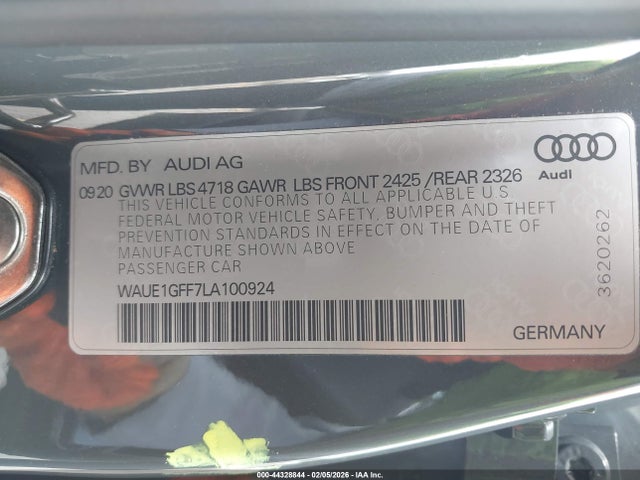 MFD. BY AUDI AG
0920 GVWR LBS 4718 GAWR LBS FRONT 2425 / REAR 2326
THIS VEHICLE CONFORMS TO ALL APPLICABLE U.S.
FEDERAL MOTOR VEHICLE SAFETY, BUMPER AND THEFT
PREVENTION STANDARDS IN EFFECT ON THE DATE OF
MANUFACTURE SHOWN ABOVE
PASSENGER CAR
WAUE1GFF7LA100924
Audi
3620262
GERMANY
000-44328844 - 02/05/2026 - IAA Inc.